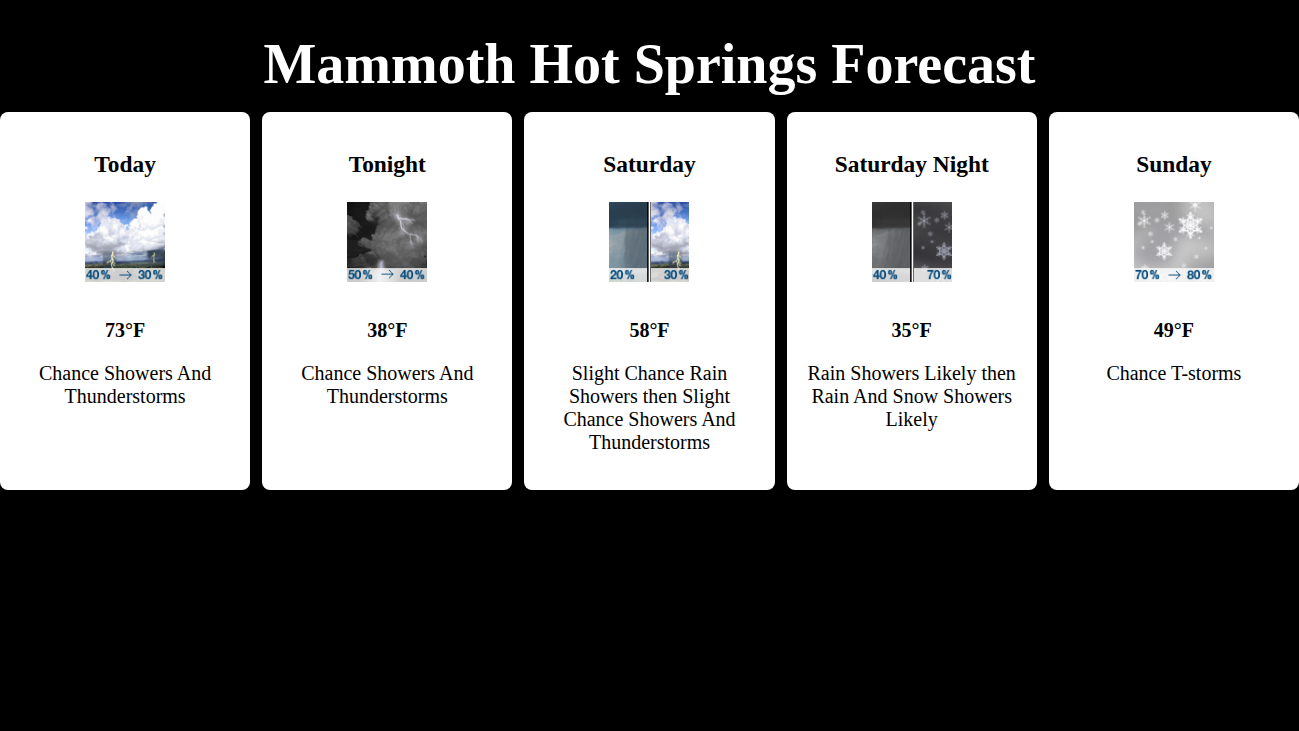 Mammoth Hot Springs Forecast
Today
40% → 30%
73°F
Chance Showers And
Thunderstorms
Tonight
50% → 40%
38°F
Chance Showers And
Thunderstorms
Saturday
20% 30%
58°F
Slight Chance Rain
Showers then Slight
Chance Showers And
Thunderstorms
Saturday Night
40% 70%
35°F
Rain Showers Likely then
Rain And Snow Showers
Likely
Sunday
70% → 80%
49°F
Chance T-storms